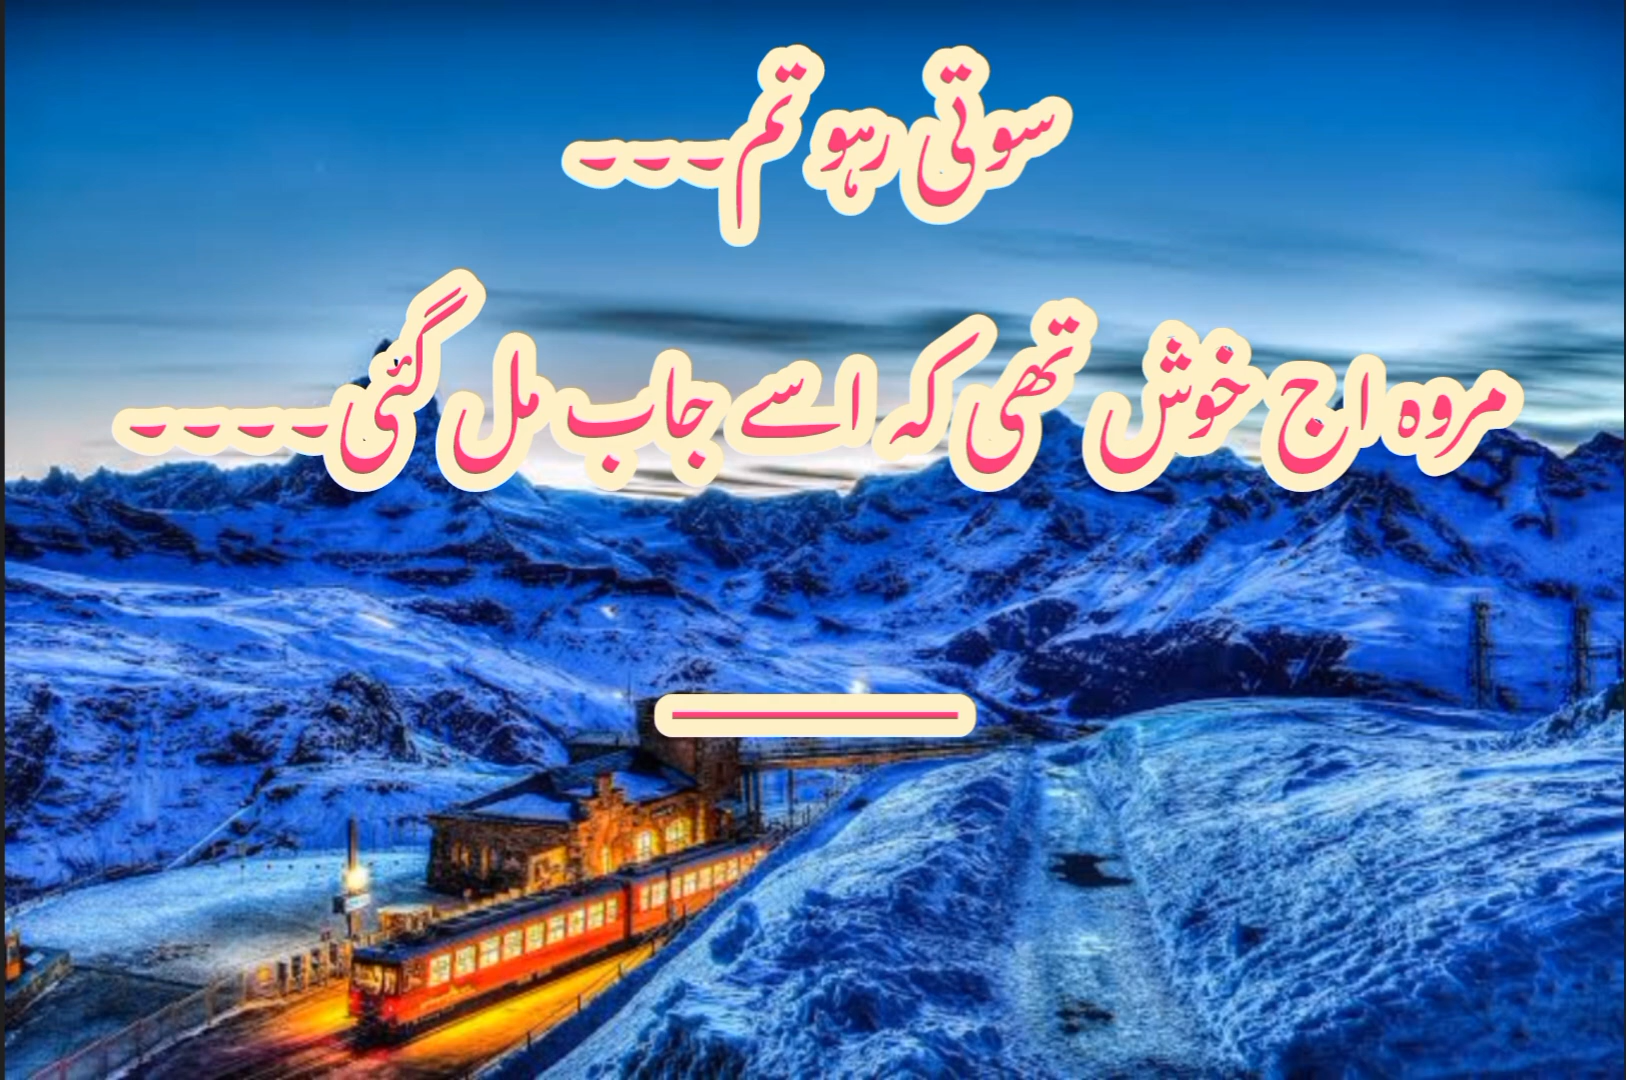 سوتی رہو تم۔۔۔
مروہ اج خوش تھی کہ اسے جاب مل گئی۔۔۔۔